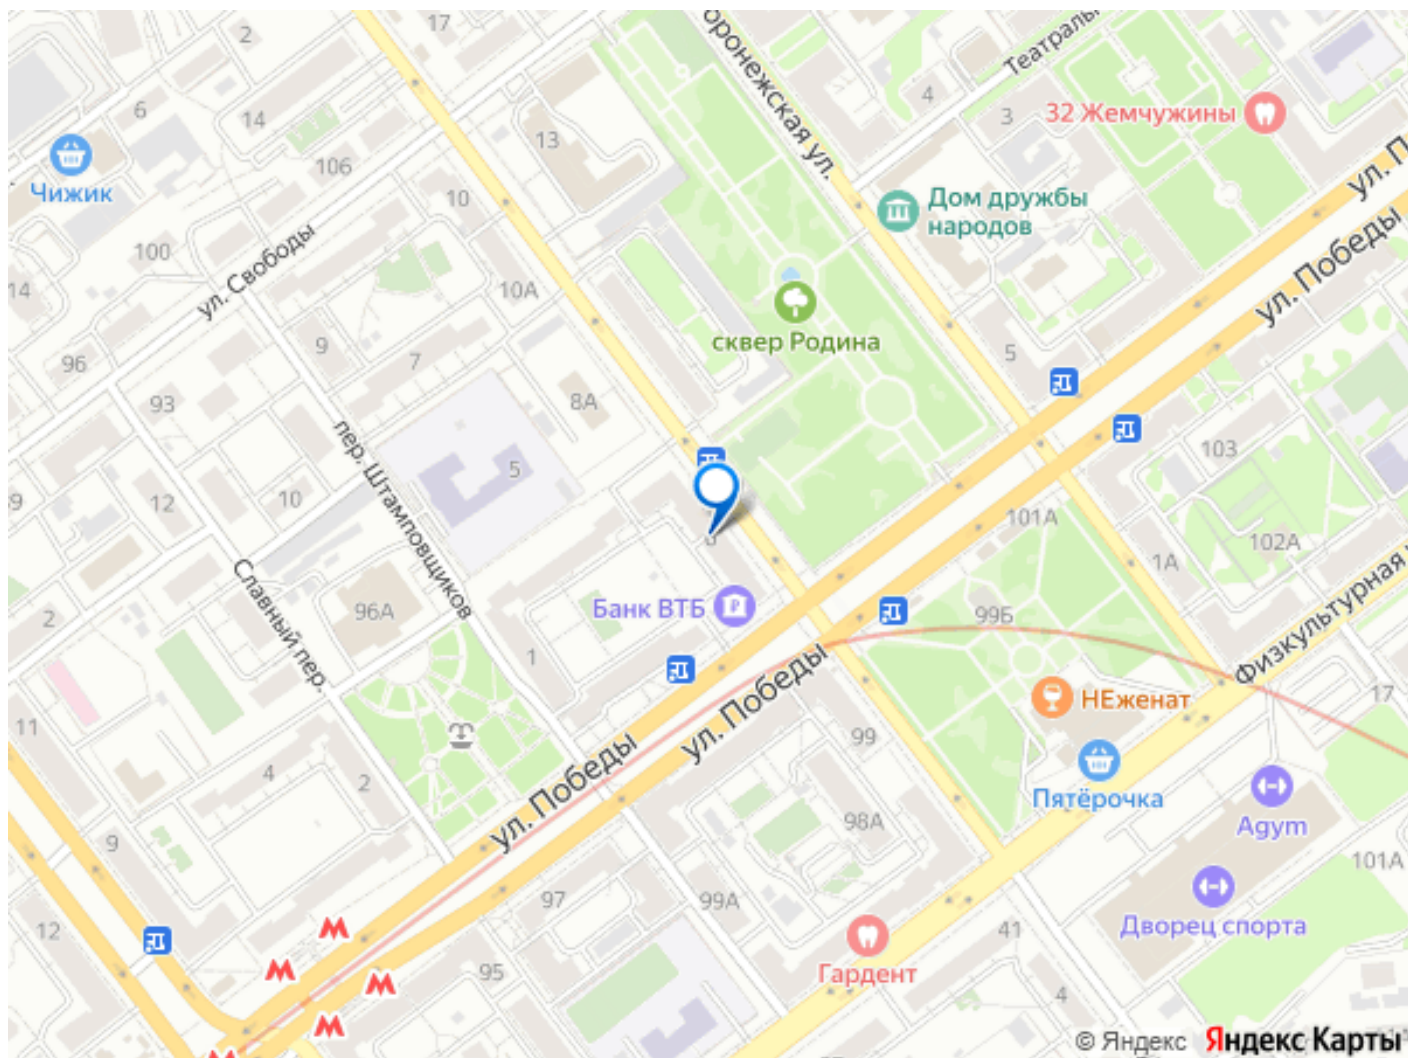 17
2
оронежская ул.
Театраль
4
3
32 Жемчужины
6
14
13
106
ул. П
Чижик
10
Дом дружбы
народов
ул. Победы
100
ул. Свободы
14
10А
сквер Родина
9
7
5
96
93
8А
пер. Штамповщиков
103
5
10
12
101А
102А
1А
Славный пер.
96А
Банк ВТБ
2
99Б
Физкультурная
1
ул. Победы
17
НЕженат
11
99
4
2
ул. Победы
Пятёрочка
98А
Agym
9
101А
97
99А
12
41
Дворец спорта
95
Гардент
4
© Яндекс Яндекс Карты